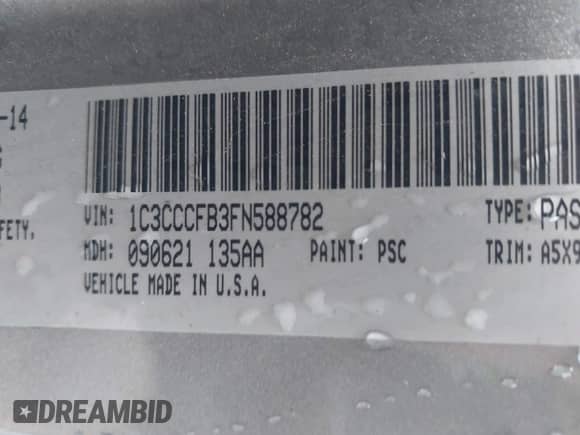 -14
VIN: 1C3CCCFB3FN588782 TYPE: PAS
FETY.
MDH: 090621 135AA PAINT: PSC TRIM: A5X9
VEHICLE MADE IN U.S.A.
DREAMBID